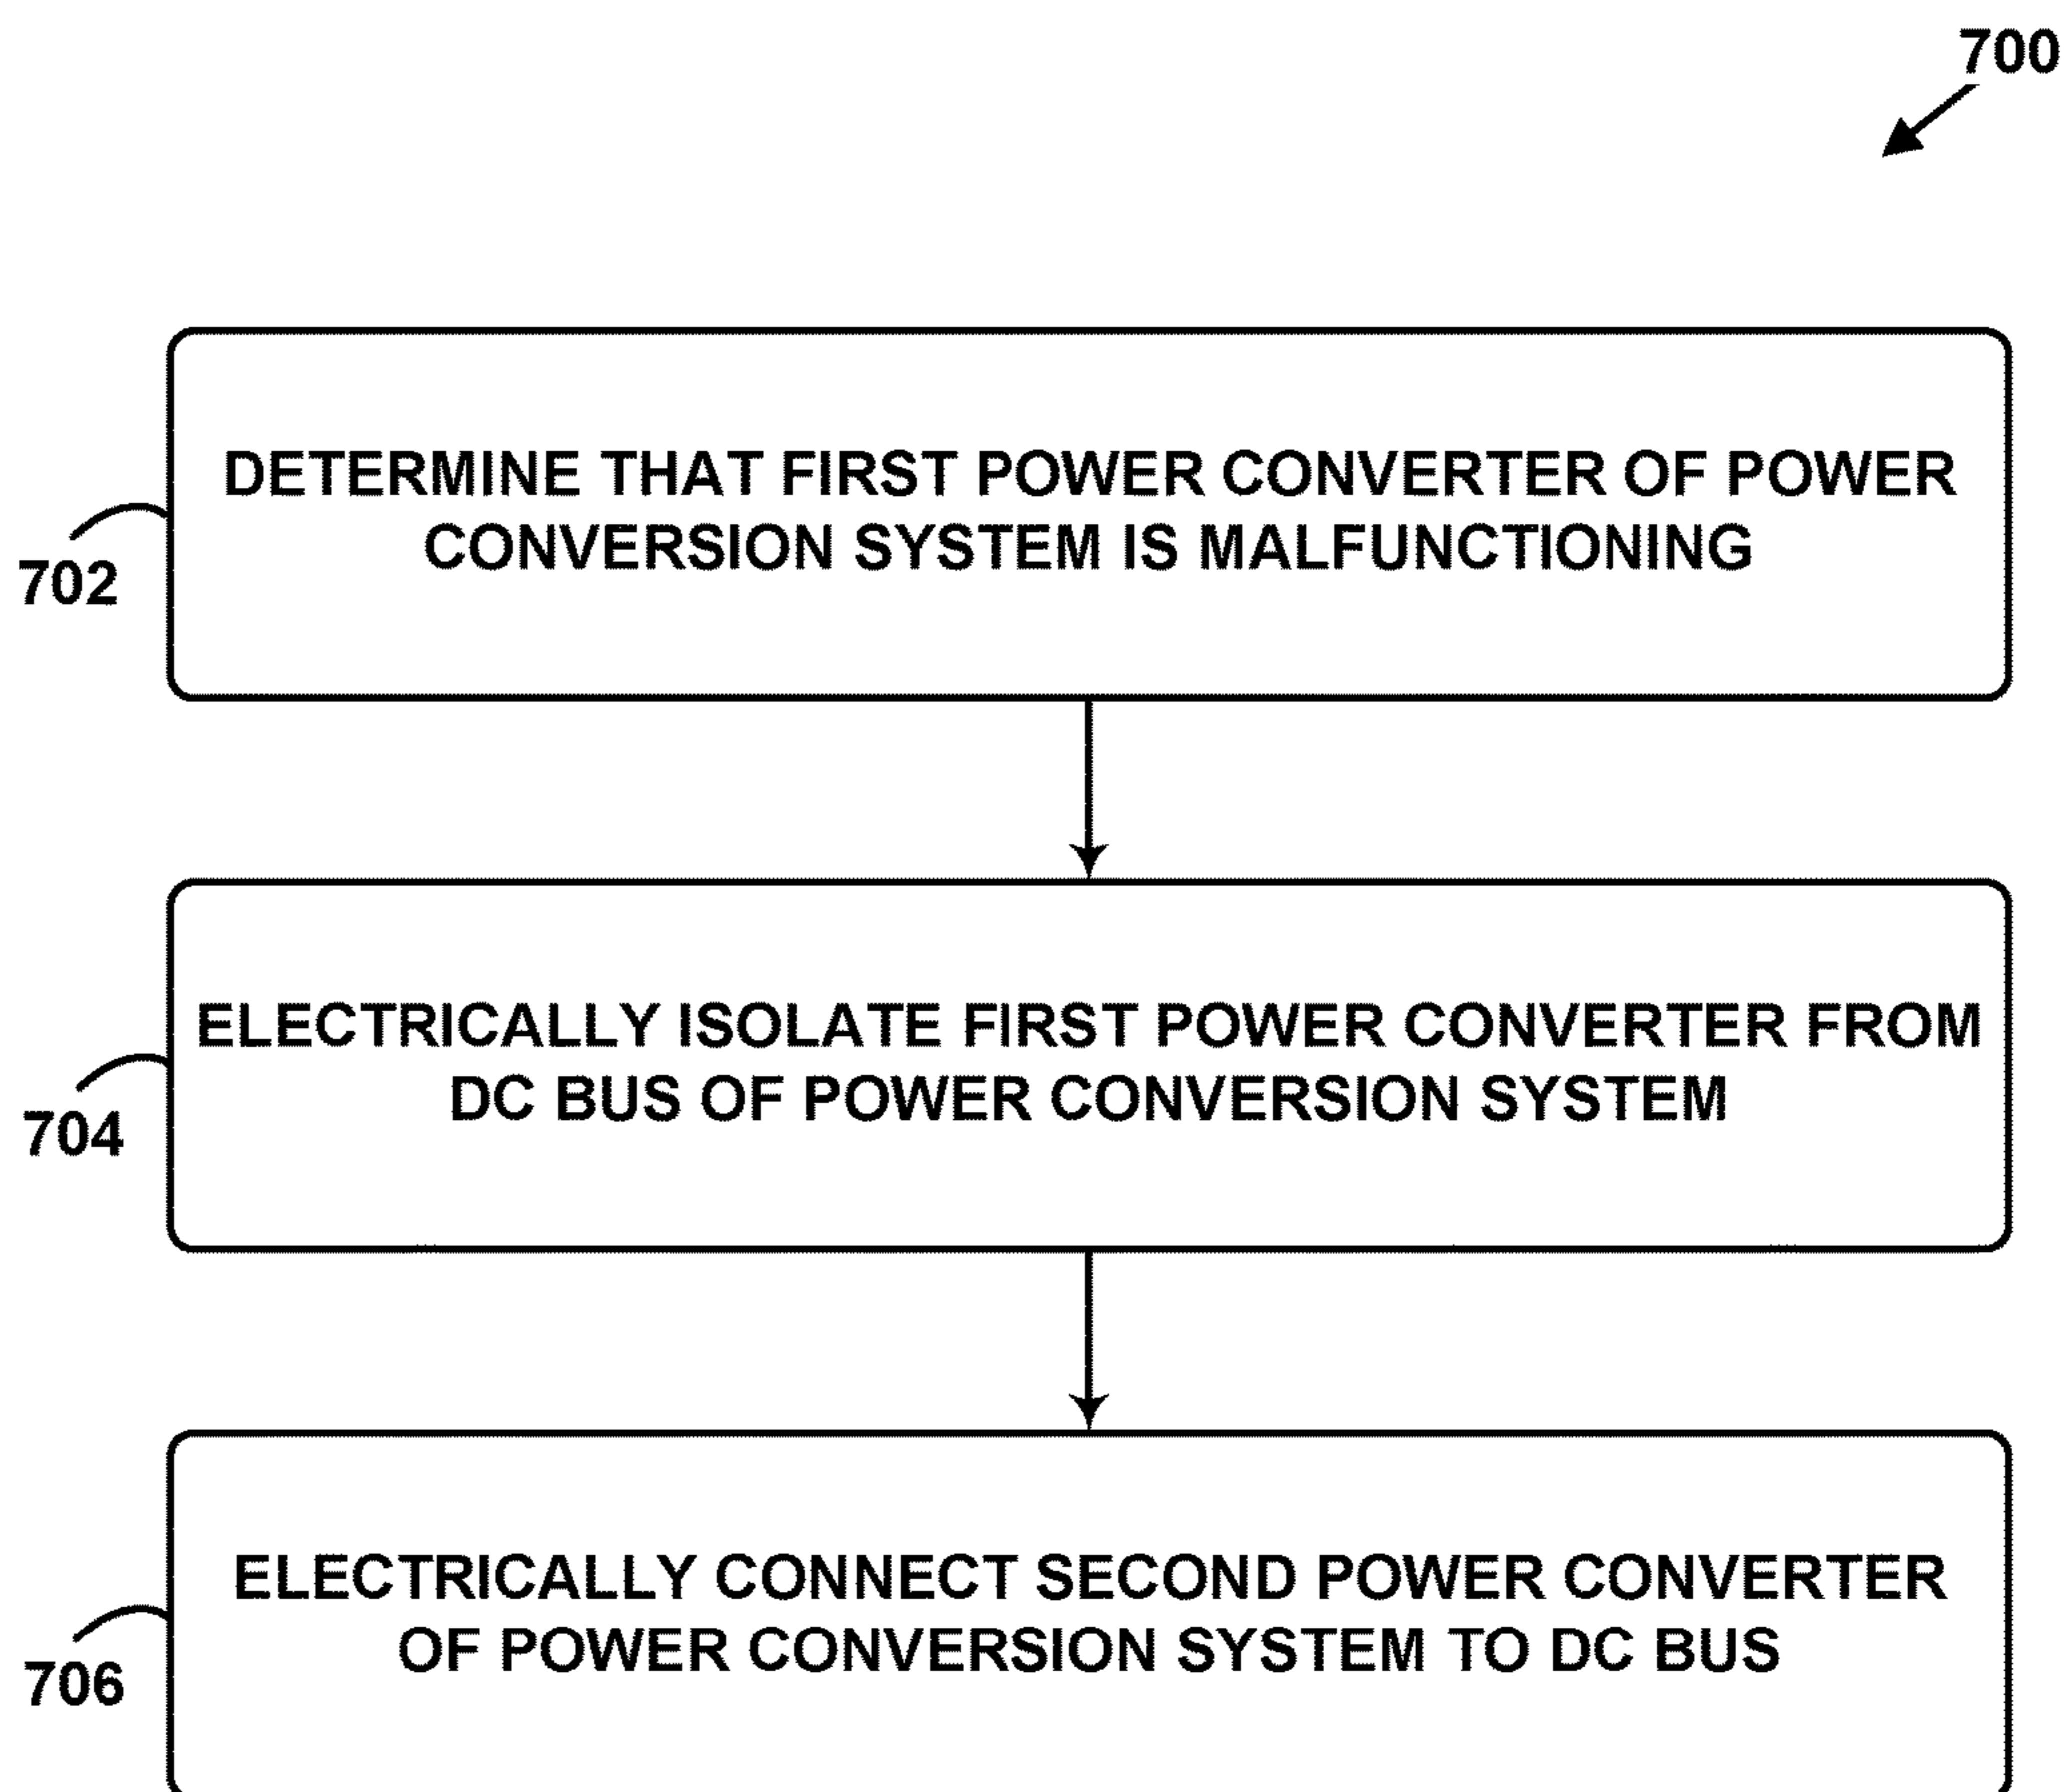 700
DETERMINE THAT FIRST POWER CONVERTER OF POWER
CONVERSION SYSTEM IS MALFUNCTIONING
702
ELECTRICALLY ISOLATE FIRST POWER CONVERTER FROM
DC BUS OF POWER CONVERSION SYSTEM
704
ELECTRICALLY CONNECT SECOND POWER CONVERTER
OF POWER CONVERSION SYSTEM TO DC BUS
706